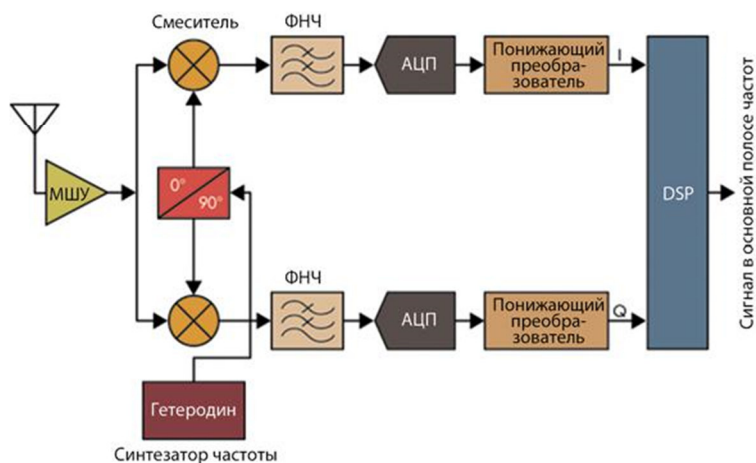 Смеситель
ФНЧ
АЦП
Понижающий
преобра-
зователь
I
МШУ
0°
90°
DSP
Сигнал в основной полосе частот
ФНЧ
АЦП
Понижающий
преобра-
зователь
Q
Гетеродин
Синтезатор частоты